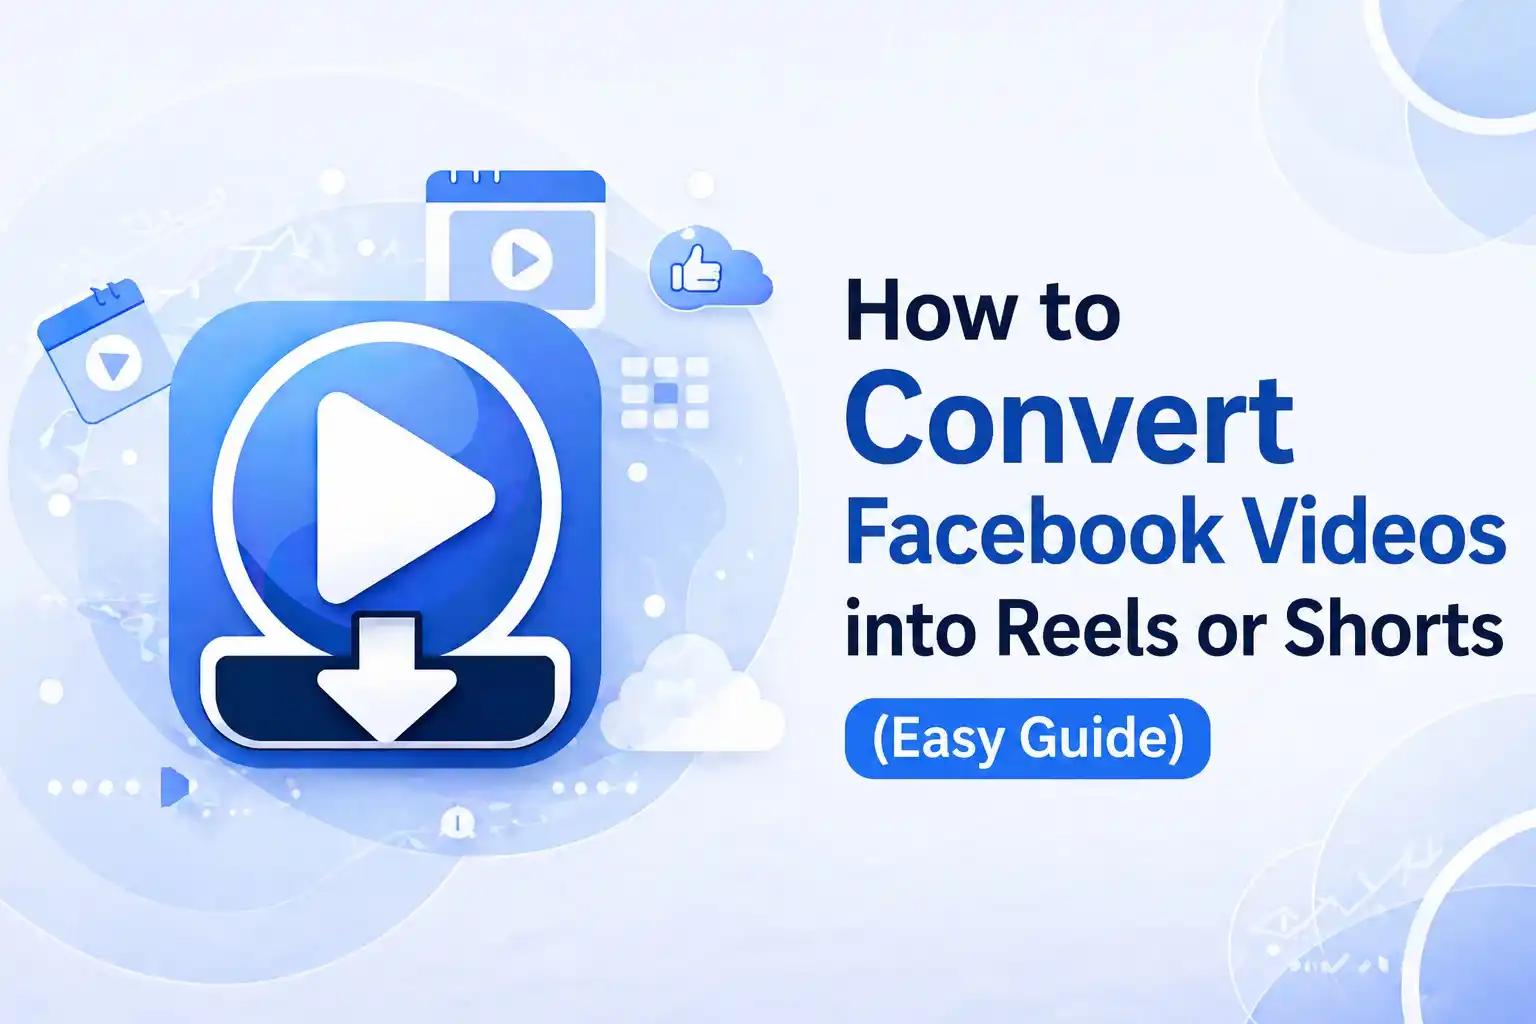 How to
Convert
Facebook Videos
into Reels or Shorts
(Easy Guide)